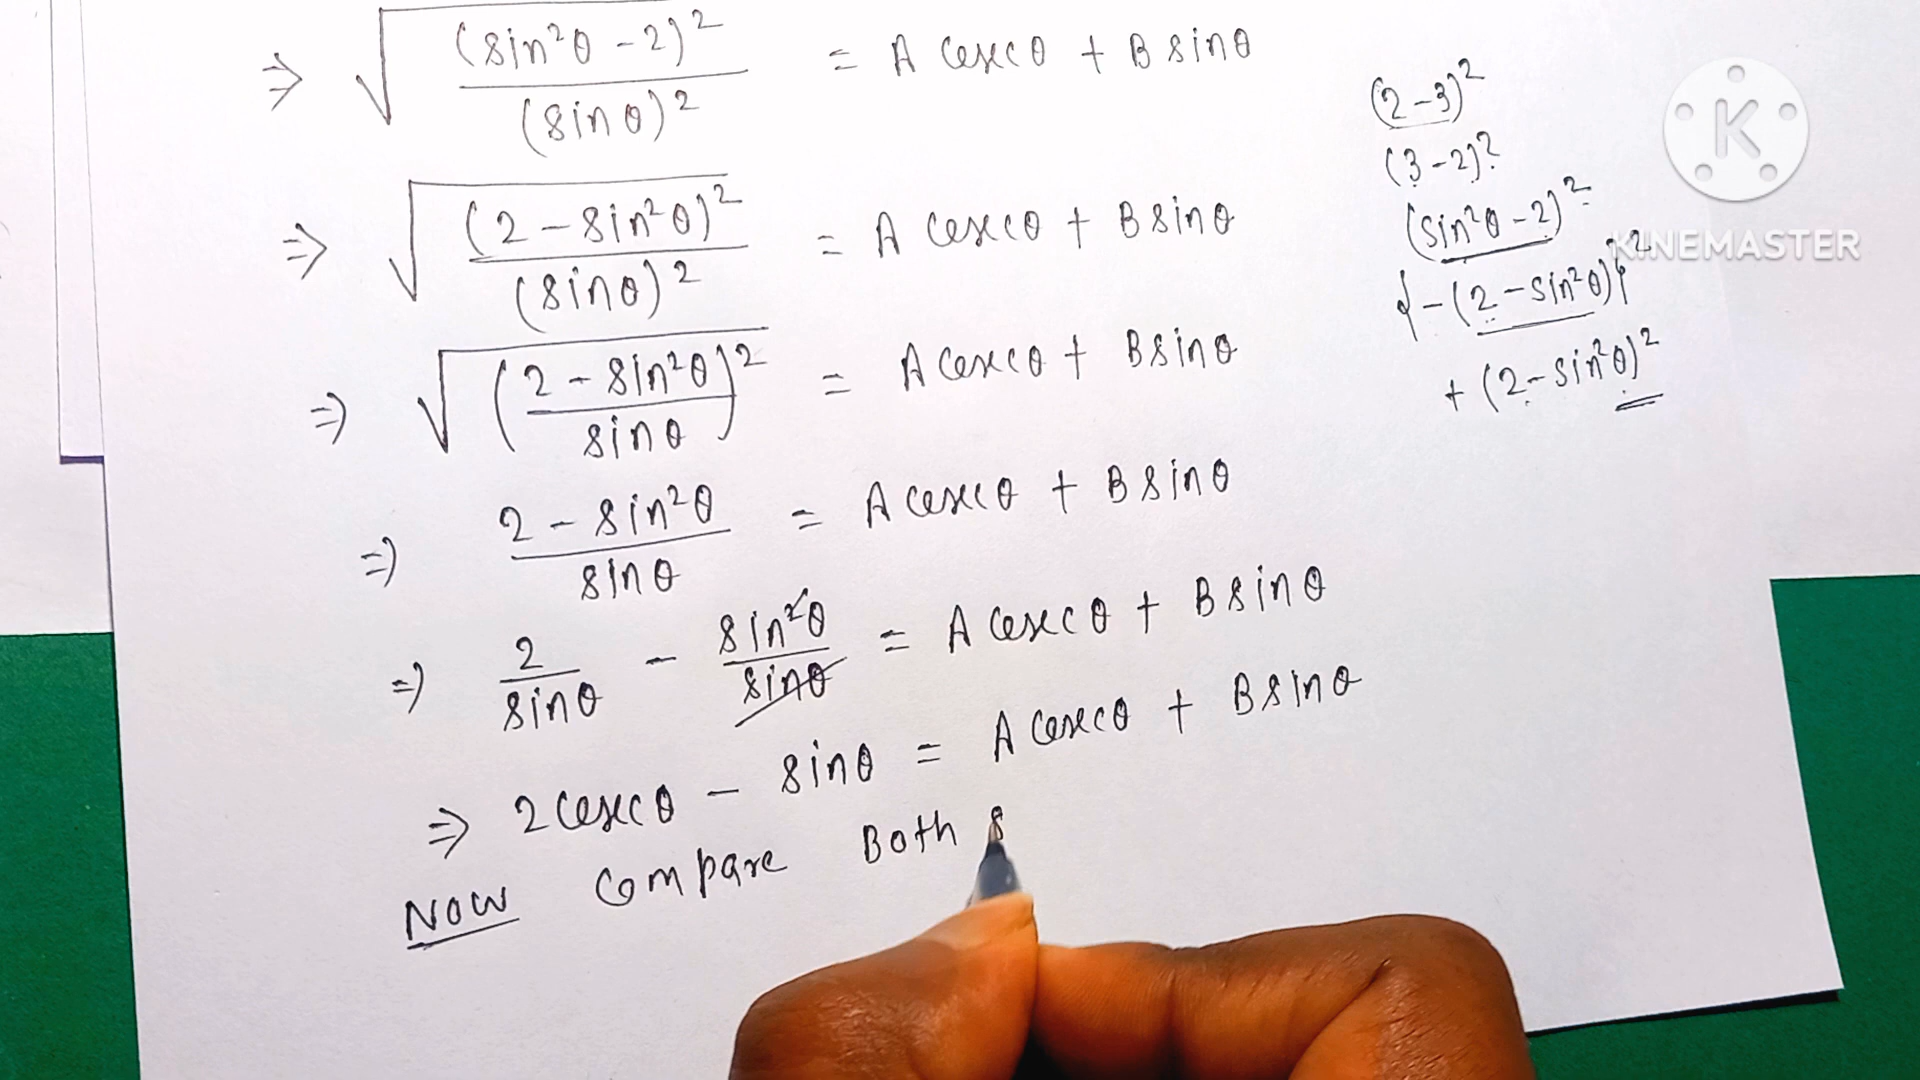 ⇒ √((sin²θ - 2)² / (sinθ)²) = A cosecθ + B sinθ
⇒ √((2 - sin²θ)² / (sinθ)²) = A cosecθ + B sinθ
⇒ √((2 - sin²θ / sinθ)²) = A cosecθ + B sinθ
⇒ 2 - sin²θ / sinθ = A cosecθ + B sinθ
⇒ 2 / sinθ - sin²θ / sinθ = A cosecθ + B sinθ
⇒ 2 cosecθ - sinθ = A cosecθ + B sinθ
Now Compare Both s
(2-3)²
(3-2)²
(sin²θ-2)²
{-(2-sin²θ)}²
+(2-sin²θ)²
K
KINEMASTER